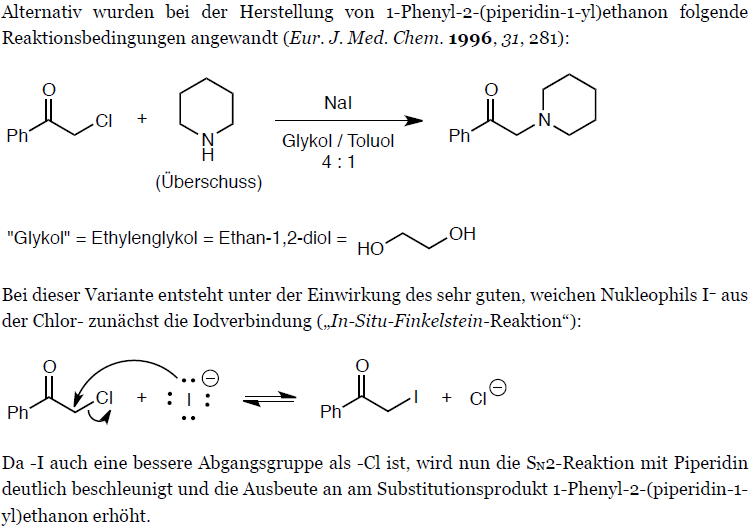 Alternativ wurden bei der Herstellung von 1-Phenyl-2-(piperidin-1-yl)ethanon folgende
Reaktionsbedingungen angewandt (Eur. J. Med. Chem. 1996, 31, 281):
O
Ph
Cl
+
N
H
(Überschuss)
NaI
Glykol / Toluol
4 : 1
O
Ph
N
"Glykol" = Ethylenglykol = Ethan-1,2-diol =
HO
OH
Bei dieser Variante entsteht unter der Einwirkung des sehr guten, weichen Nukleophils I⁻ aus
der Chlor- zunächst die Iodverbindung („In-Situ-Finkelstein-Reaktion“):
O
Ph
Cl
+
I
−
O
Ph
I
+
Cl
−
Da -I auch eine bessere Abgangsgruppe als -Cl ist, wird nun die SN2-Reaktion mit Piperidin
deutlich beschleunigt und die Ausbeute an am Substitutionsprodukt 1-Phenyl-2-(piperidin-1-
yl)ethanon erhöht.